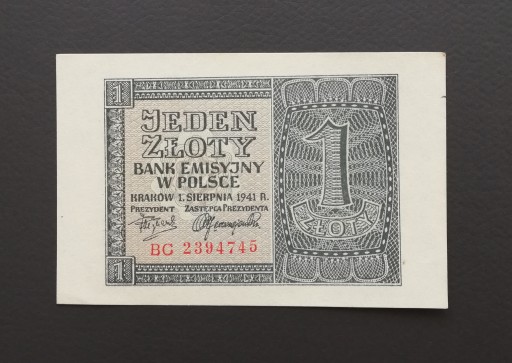 1
JEDEN
ZŁOTY
BANK EMISYJNY
W POLSCE
KRAKÓW 1. SIERPNIA 1941 R.
PREZYDENT ZASTĘPCA PREZYDENTA
BC 2394745
1
1
ZŁOTY